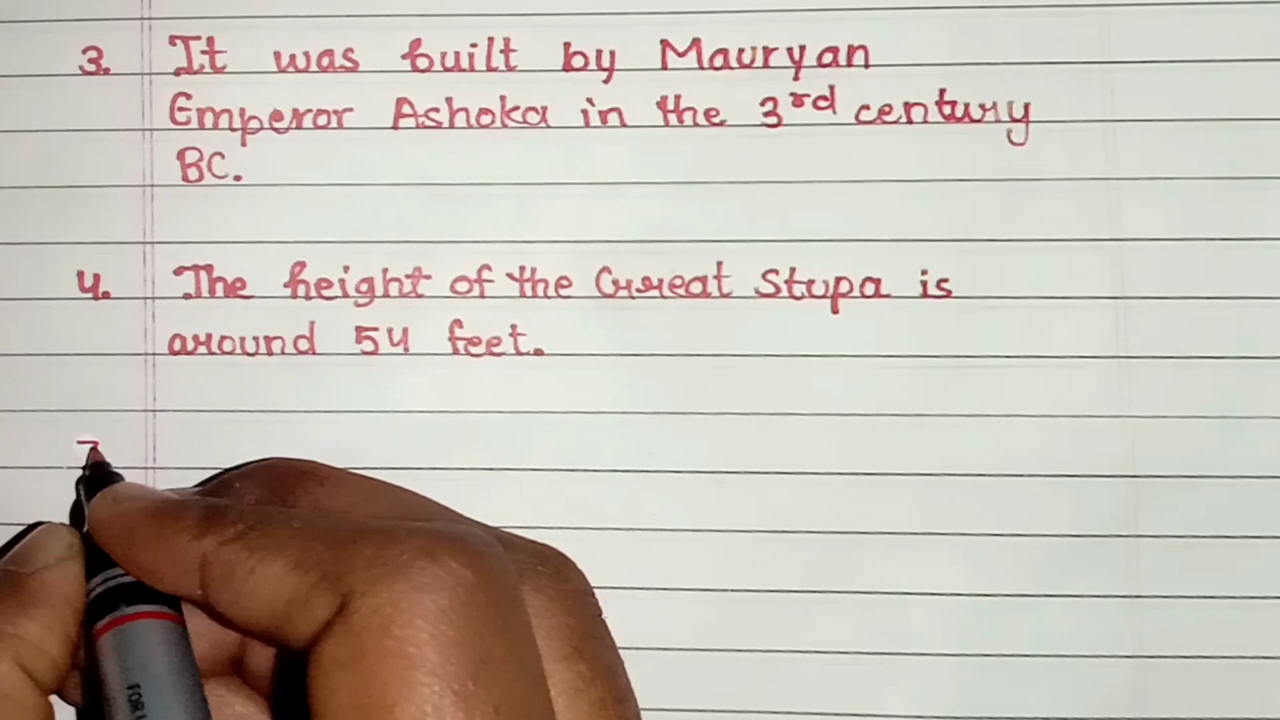 3. It was built by Mauryan
Emperor Ashoka in the 3rd century
BC.
4. The height of the Great Stupa is
around 54 feet.